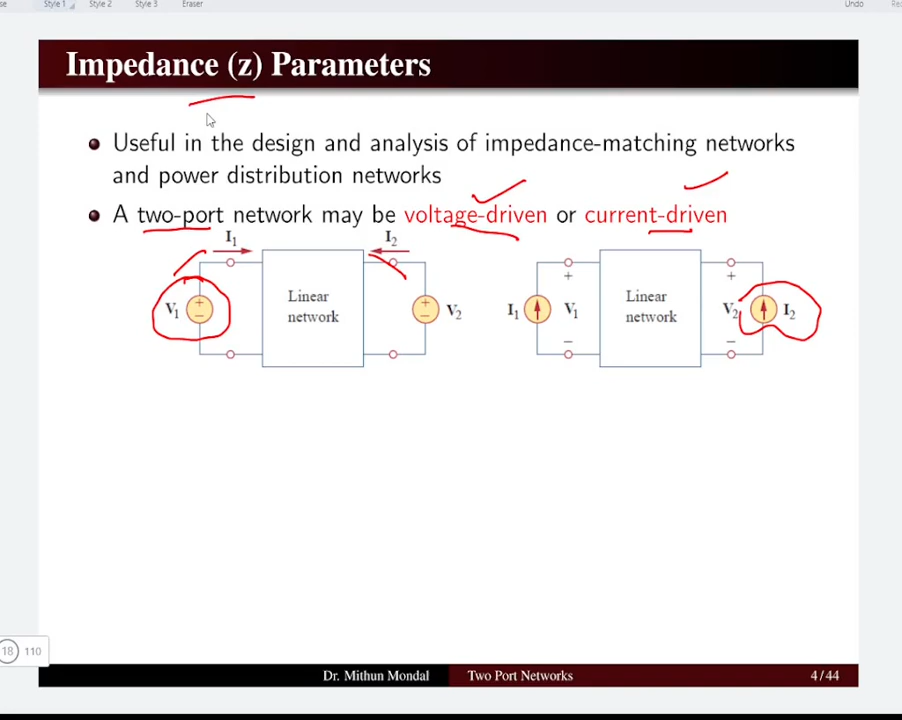 se Style 1 Style 2 Style 3 Eraser Undo
Impedance (z) Parameters
Useful in the design and analysis of impedance-matching networks
and power distribution networks
A two-port network may be voltage-driven or current-driven
I1 I2
+ + + +
V1 Linear network V2 I1 V1 Linear network V2 I2
− − − −
18 110
Dr. Mithun Mondal Two Port Networks 4/44